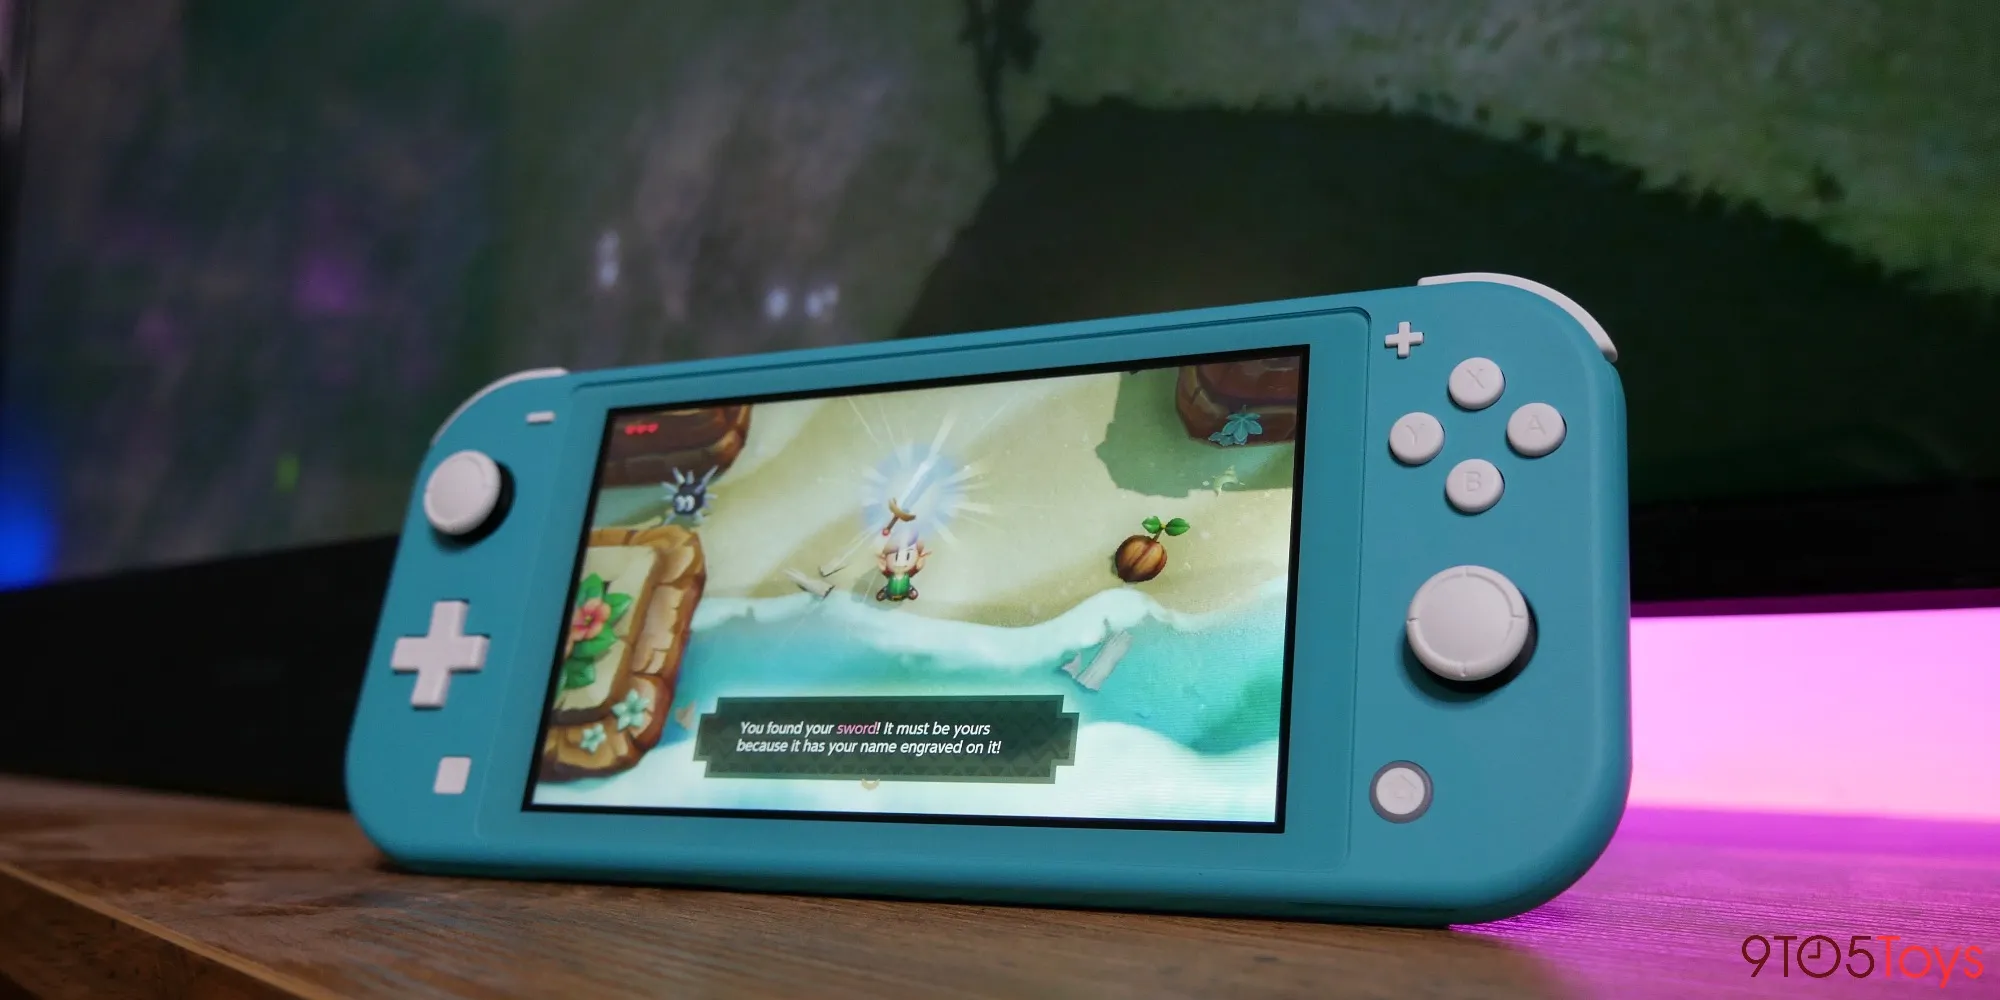 X
Y
A
B
You found your sword! It must be yours
because it has your name engraved on it!
9TO5Toys